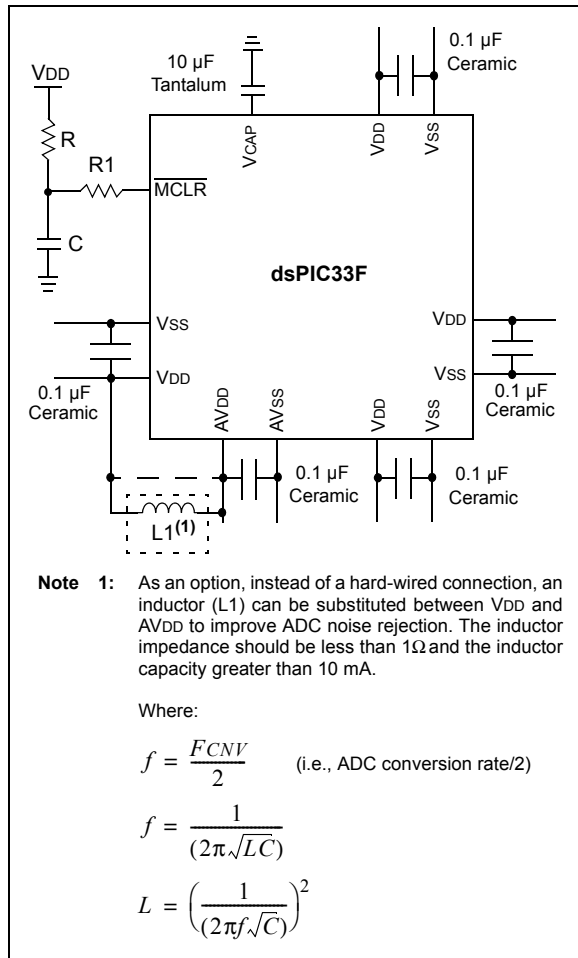 VDD
10 µF
Tantalum
0.1 µF
Ceramic
R
R1
VCAP
VDD
VSS
MCLR
C
dsPIC33F
VSS
VDD
VDD
VSS
0.1 µF
Ceramic
0.1 µF
Ceramic
AVDD
AVSS
VDD
VSS
0.1 µF
Ceramic
0.1 µF
Ceramic
L1(1)
Note 1: As an option, instead of a hard-wired connection, an
inductor (L1) can be substituted between VDD and
AVDD to improve ADC noise rejection. The inductor
impedance should be less than 1Ω and the inductor
capacity greater than 10 mA.
Where:
f = FCNV / 2 (i.e., ADC conversion rate/2)
f = 1 / (2π√LC)
L = (1 / (2πf√C))²